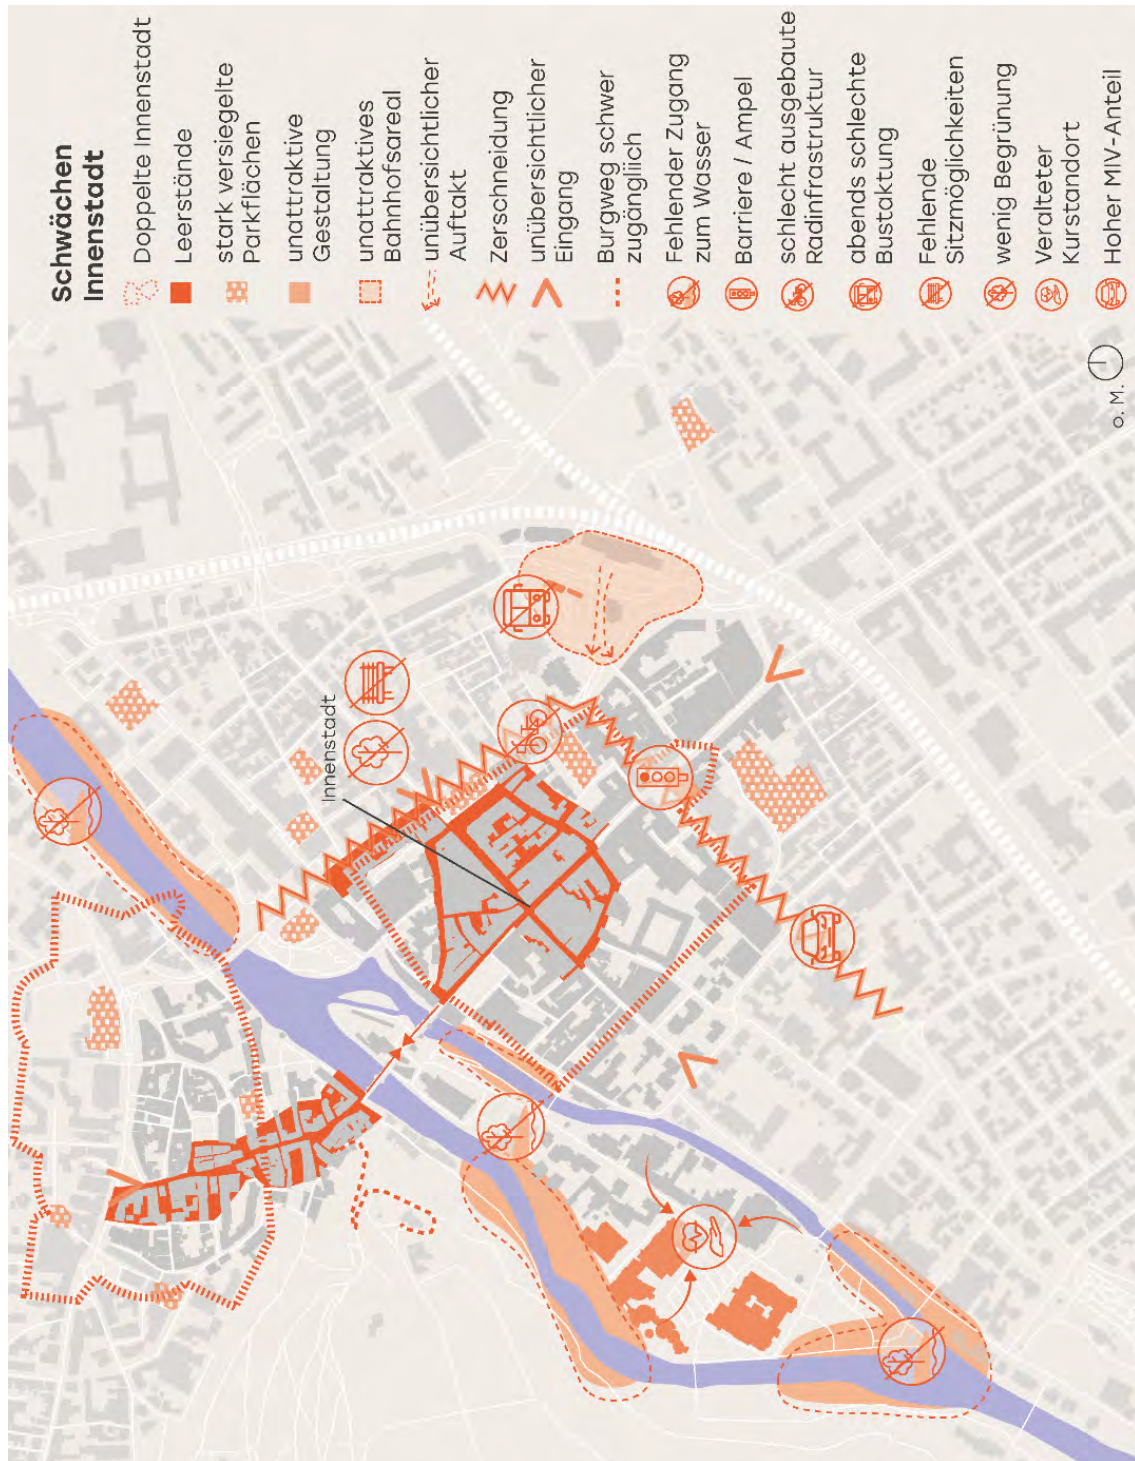 Schwächen
Innenstadt
Doppelte Innenstadt
Leerstände
stark versiegelte
Parkflächen
unattraktive
Gestaltung
unattraktives
Bahnhofsareal
unübersichtlicher
Auftakt
Zerschneidung
unübersichtlicher
Eingang
Burgweg schwer
zugänglich
Fehlender Zugang
zum Wasser
Barriere / Ampel
schlecht ausgebaute
Radinfrastruktur
abends schlechte
Bustaktung
Fehlende
Sitzmöglichkeiten
wenig Begrünung
Veralteter
Kurstandort
Hoher MIV-Anteil
o. M.
Innenstadt